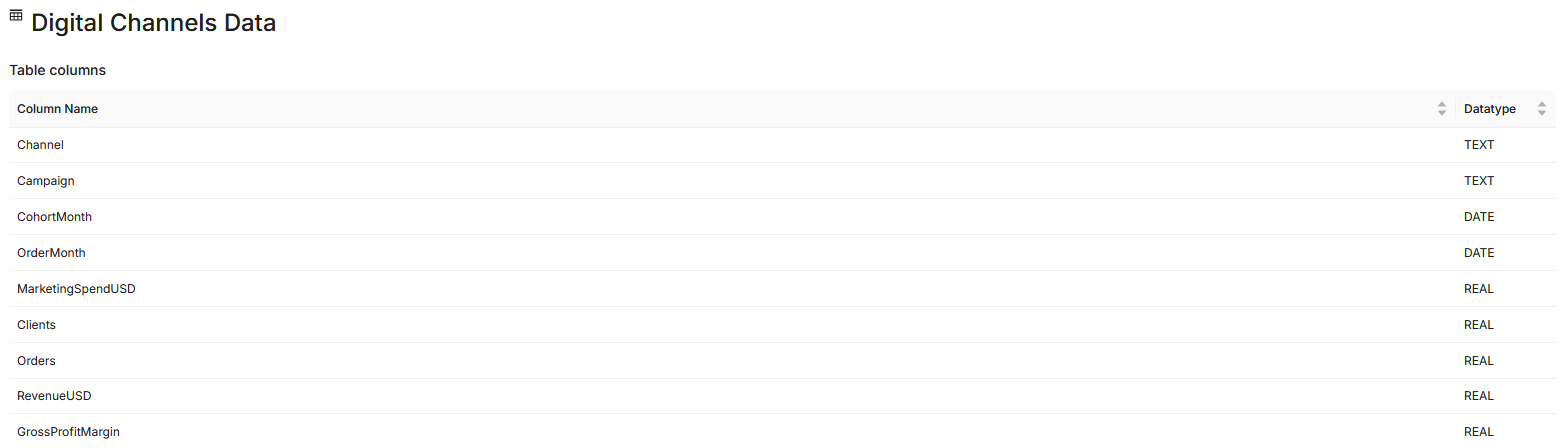 Digital Channels Data
Table columns
Column Name Datatype
Channel TEXT
Campaign TEXT
CohortMonth DATE
OrderMonth DATE
MarketingSpendUSD REAL
Clients REAL
Orders REAL
RevenueUSD REAL
GrossProfitMargin REAL